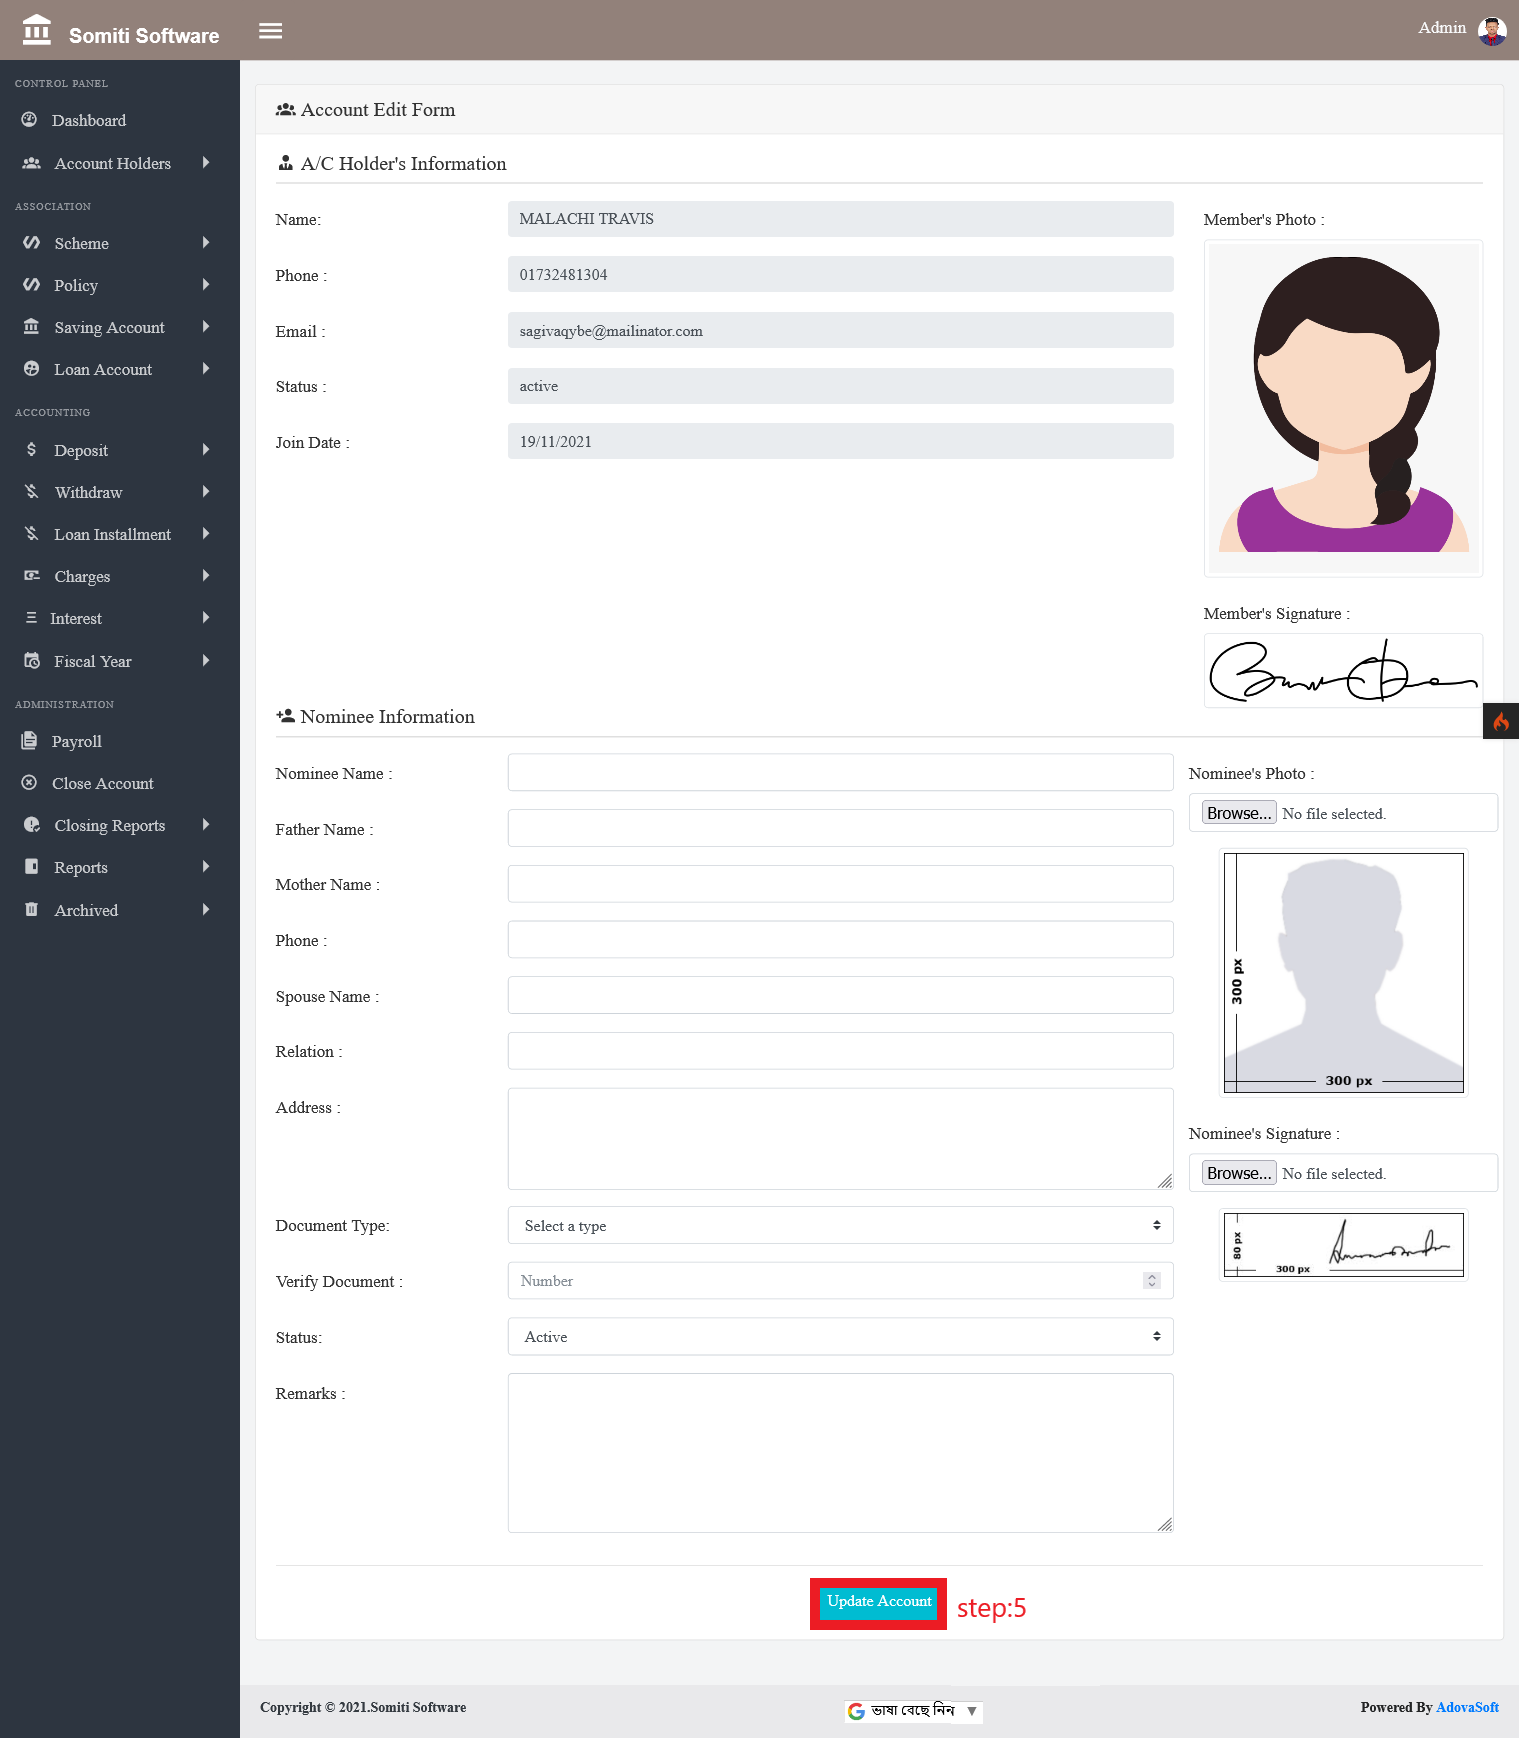 Somiti Software
Admin
CONTROL PANEL
Dashboard
Account Holders
ASSOCIATION
Scheme
Policy
Saving Account
Loan Account
ACCOUNTING
Deposit
Withdraw
Loan Installment
Charges
Interest
Fiscal Year
ADMINISTRATION
Payroll
Close Account
Closing Reports
Reports
Archived
Account Edit Form
A/C Holder's Information
Name:
MALACHI TRAVIS
Phone :
01732481304
Email :
sagivaqybe@mailinator.com
Status :
active
Join Date :
19/11/2021
Member's Photo :
Member's Signature :
Nominee Information
Nominee Name :
Father Name :
Mother Name :
Phone :
Spouse Name :
Relation :
Address :
Document Type:
Select a type
Verify Document :
Number
Status:
Active
Remarks :
Nominee's Photo :
Browse... No file selected.
300 px
300 px
Nominee's Signature :
Browse... No file selected.
80 px
300 px
Update Account
step:5
Copyright © 2021.Somiti Software
ভাষা বেছে নিন ▼
Powered By AdovaSoft